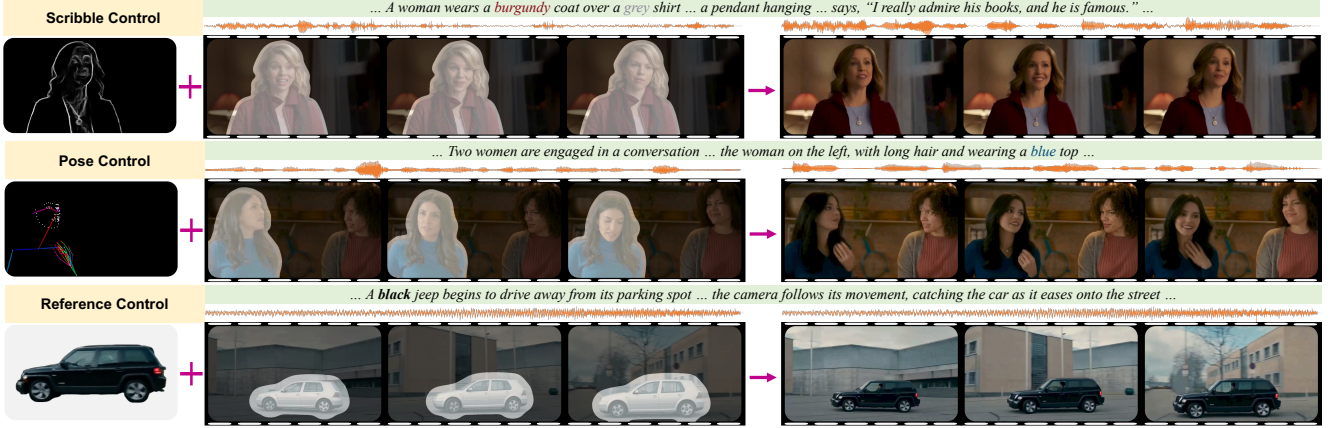 Scribble Control
... A woman wears a burgundy coat over a grey shirt ... a pendant hanging ... says, “I really admire his books, and he is famous.” ...
Pose Control
... Two women are engaged in a conversation ... the woman on the left, with long hair and wearing a blue top ...
Reference Control
... A black jeep begins to drive away from its parking spot ... the camera follows its movement, catching the car as it eases onto the street ...